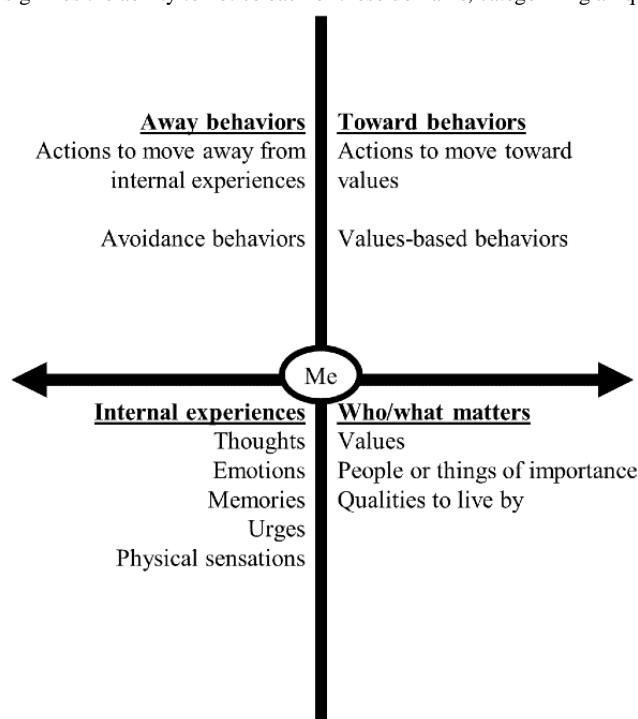 Away behaviors
Actions to move away from
internal experiences
Avoidance behaviors
Toward behaviors
Actions to move toward
values
Values-based behaviors
Me
Internal experiences
Thoughts
Emotions
Memories
Urges
Physical sensations
Who/what matters
Values
People or things of importance
Qualities to live by